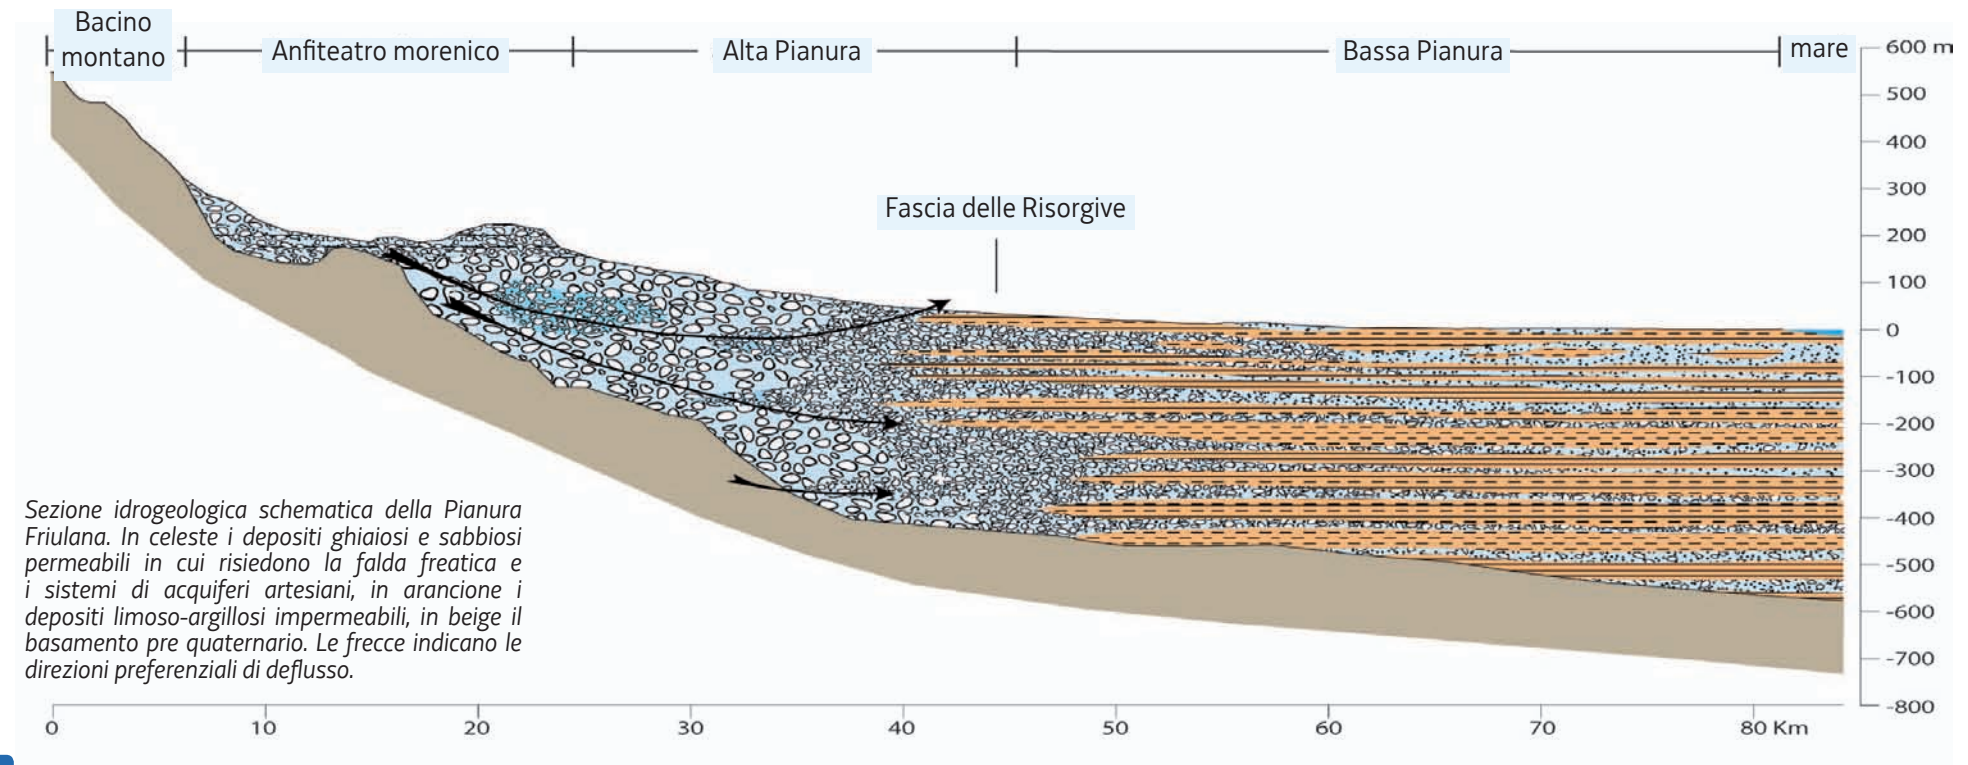 Bacino
montano
Anfiteatro morenico
Alta Pianura
Bassa Pianura
mare
600 m
500
400
300
200
100
0
-100
-200
-300
-400
-500
-600
-700
-800
Fascia delle Risorgive
Sezione idrogeologica schematica della Pianura
Friulana. In celeste i depositi ghiaiosi e sabbiosi
permeabili in cui risiedono la falda freatica e
i sistemi di acquiferi artesiani, in arancione i
depositi limoso-argillosi impermeabili, in beige il
basamento pre quaternario. Le frecce indicano le
direzioni preferenziali di deflusso.
0 10 20 30 40 50 60 70 80 Km